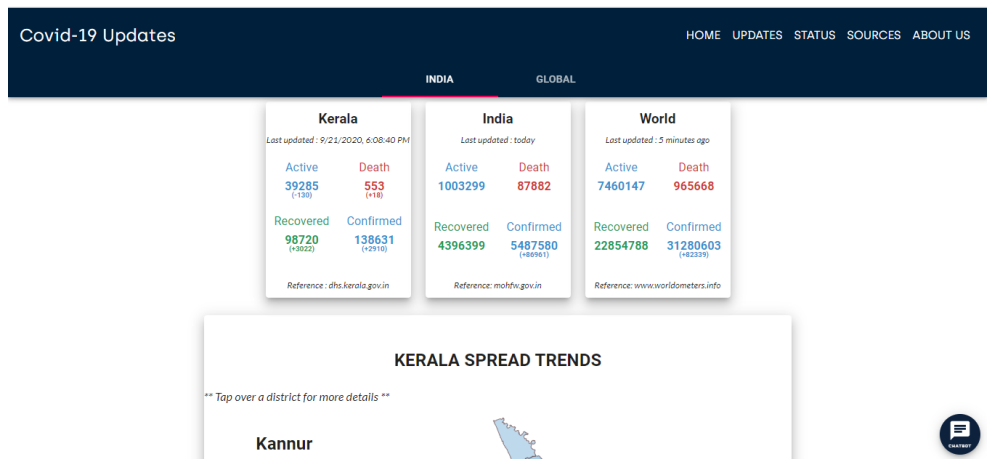 Covid-19 Updates
HOME UPDATES STATUS SOURCES ABOUT US
INDIA GLOBAL
Kerala
Last updated : 9/21/2020, 6:08:40 PM
Active Death
39285 553
(-130) (+18)
Recovered Confirmed
98720 138631
(+3022) (+2910)
Reference : dhs.kerala.gov.in
India
Last updated : today
Active Death
1003299 87882
Recovered Confirmed
4396399 5487580
(+86961)
Reference: mohfw.gov.in
World
Last updated : 5 minutes ago
Active Death
7460147 965668
Recovered Confirmed
22854788 31280603
(+82339)
Reference: www.worldometers.info
KERALA SPREAD TRENDS
** Tap over a district for more details **
Kannur
CHATBOT